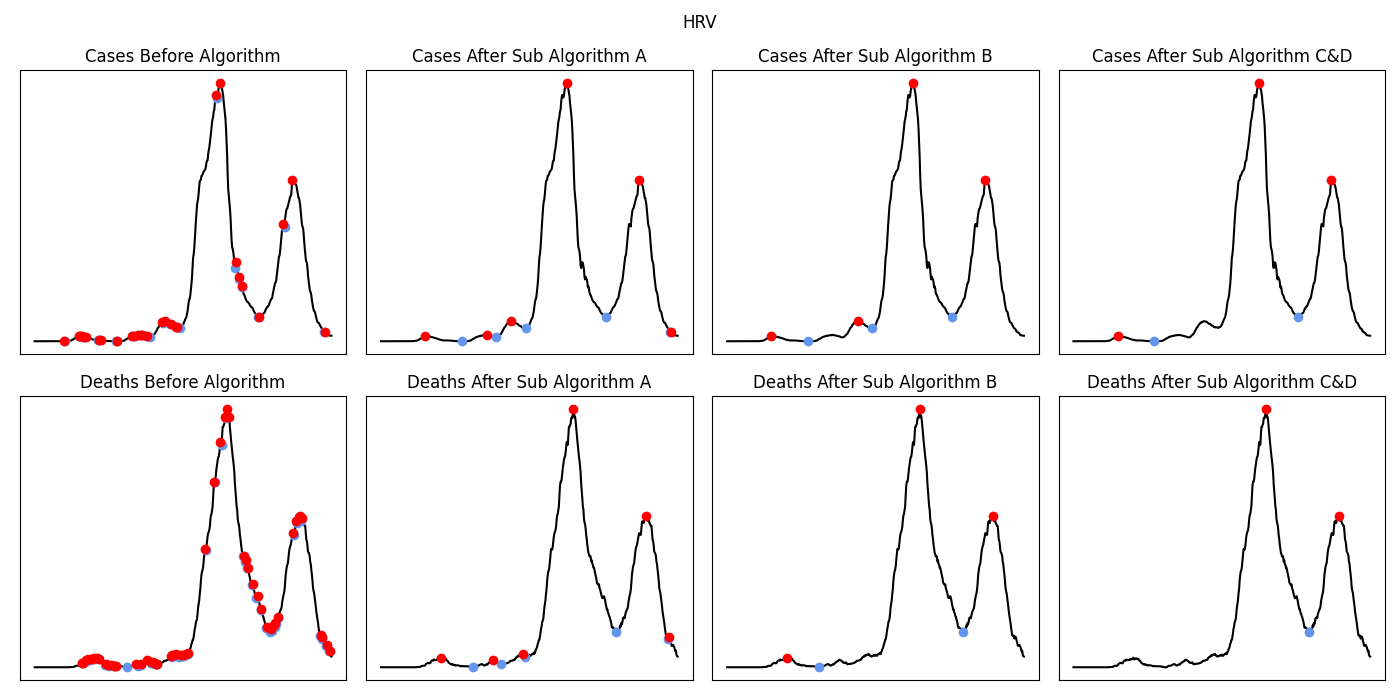 HRV
Cases Before Algorithm
Cases After Sub Algorithm A
Cases After Sub Algorithm B
Cases After Sub Algorithm C&D
Deaths Before Algorithm
Deaths After Sub Algorithm A
Deaths After Sub Algorithm B
Deaths After Sub Algorithm C&D